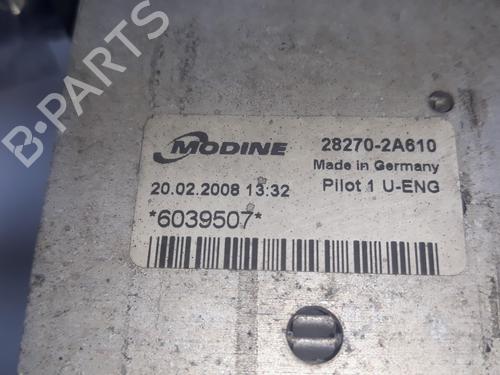 B-PARTS
MODINE
28270-2A610
Made in Germany
20.02.2008 13:32
Pilot 1 U-ENG
*6039507*